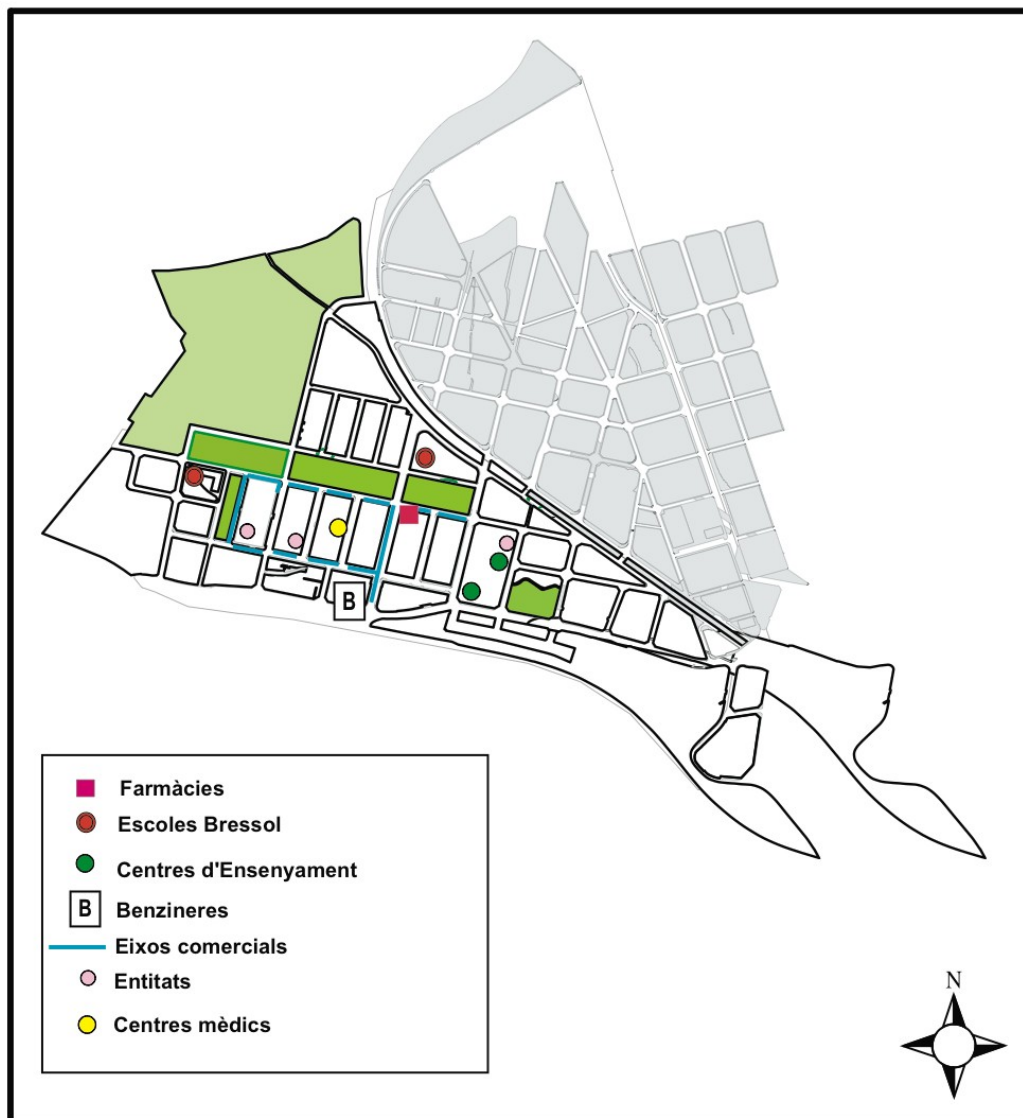 B
Farmàcies
Escoles Bressol
Centres d'Ensenyament
B Benzineres
Eixos comercials
Entitats
Centres mèdics
N